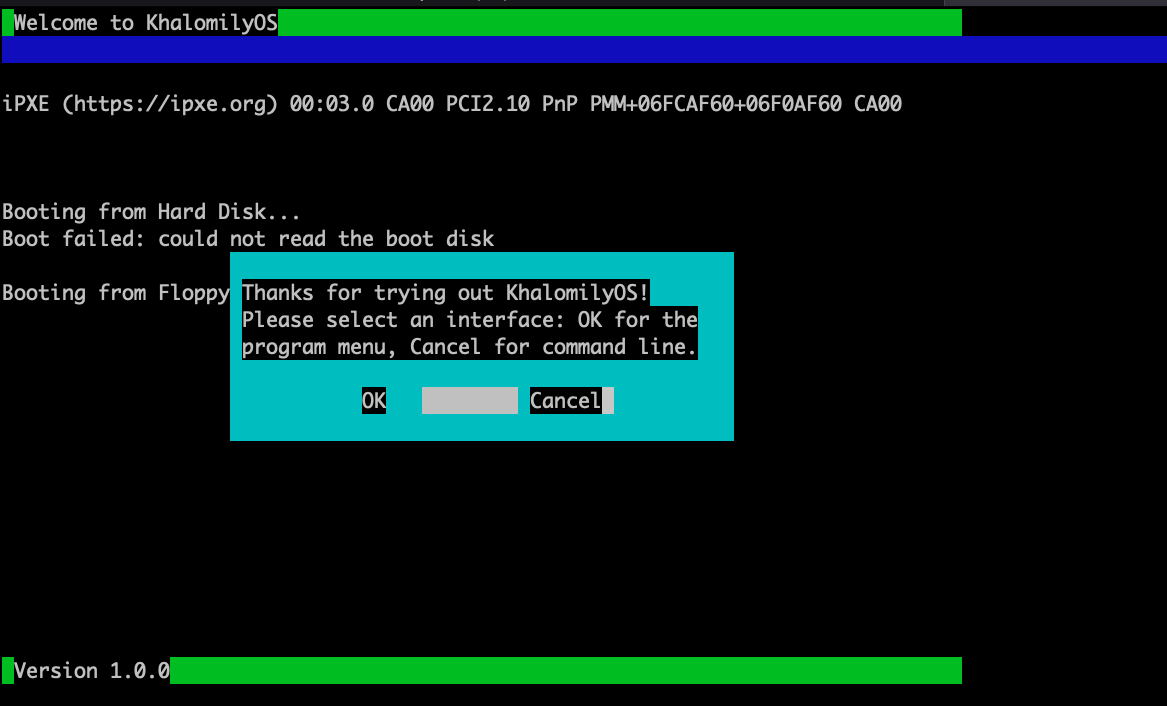 Welcome to KhalomilyOS
iPXE (https://ipxe.org) 00:03.0 CA00 PCI2.10 PnP PMM+06FCAF60+06F0AF60 CA00
Booting from Hard Disk...
Boot failed: could not read the boot disk
Booting from Floppy
Thanks for trying out KhalomilyOS!
Please select an interface: OK for the
program menu, Cancel for command line.
OK Cancel
Version 1.0.0